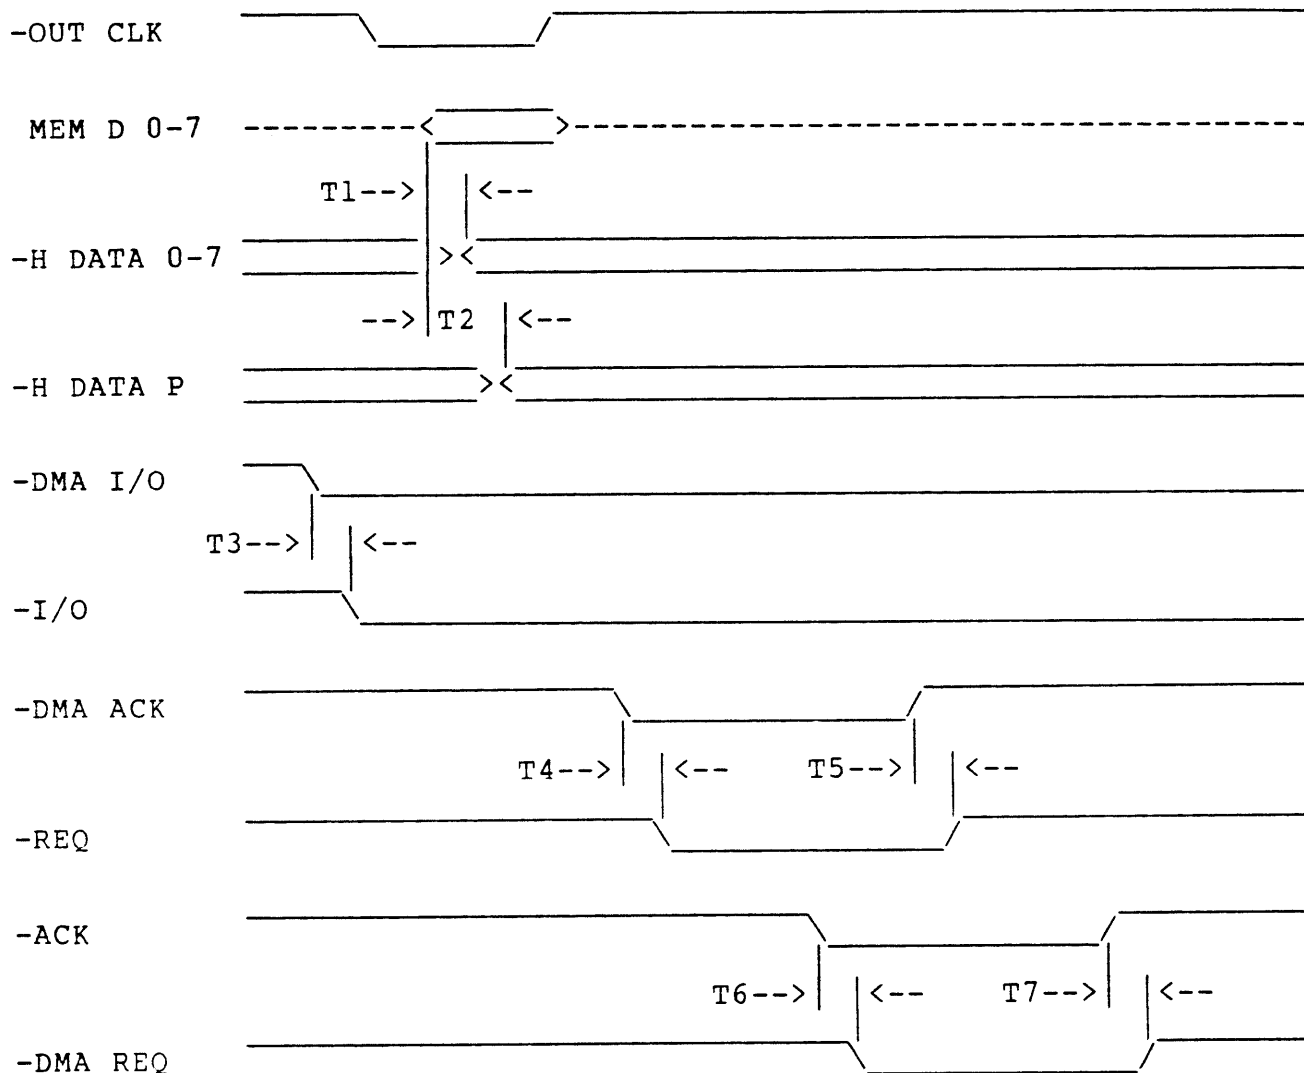 -OUT CLK
MEM D 0-7 ---------< >--------------------------------------------------------
T1--> <--
-H DATA 0-7 ><
--> T2 <--
-H DATA P ><
-DMA I/O
T3--> <--
-I/O
-DMA ACK
T4--> <-- T5--> <--
-REQ
-ACK
T6--> <-- T7--> <--
-DMA REQ